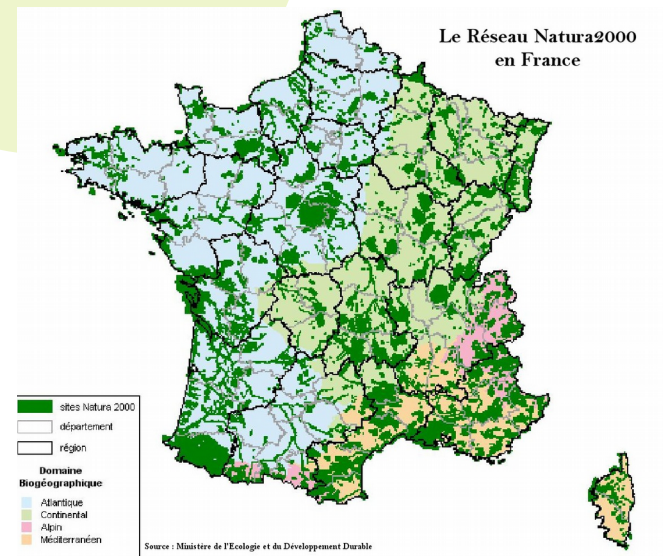 Le Réseau Natura2000
en France
sites Natura 2000
département
région
Domaine
Biogéographique
Atlantique
Continental
Alpin
Méditerranéen
Source : Ministère de l'Ecologie et du Développement Durable